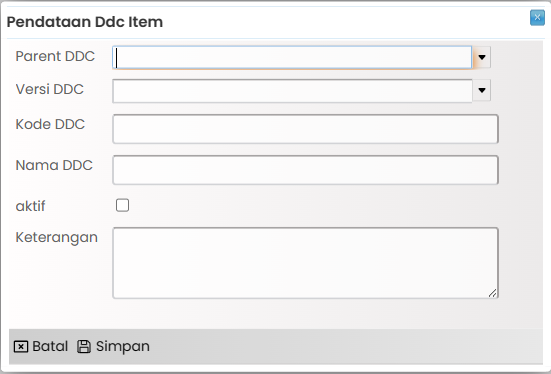 Pendataan Ddc Item
Parent DDC
Versi DDC
Kode DDC
Nama DDC
aktif
Keterangan
Batal Simpan